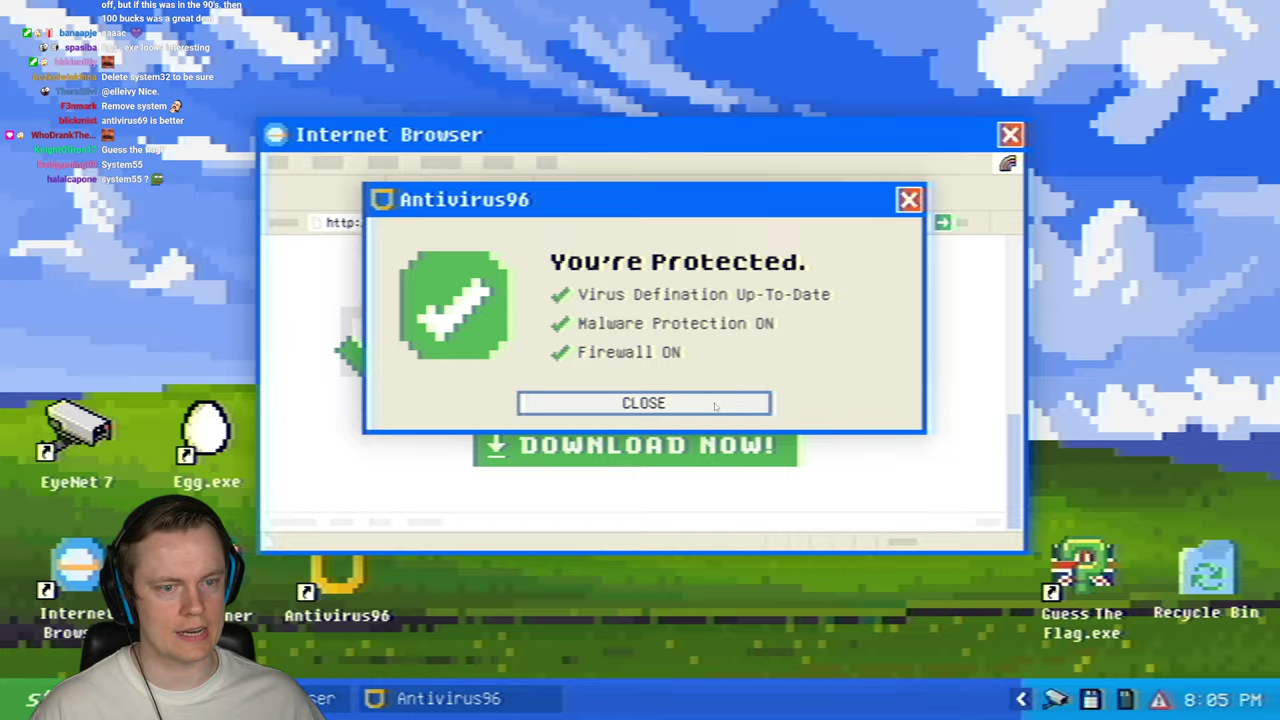 off, but if this was in the 90's, then
100 bucks was a great deal
banaapje gaaac
spasiba .exe looks interesting
Delete system32 to be sure
@elleivy Nice.
F3nmark Remove system
blickmist antivirus69 is better
WhoDrankThe...
Guess the flag!
System55
halalcapone system55 ?
Internet Browser
Antivirus96
http:
You're Protected.
Virus Defination Up-To-Date
Malware Protection ON
Firewall ON
CLOSE
DOWNLOAD NOW!
EyeNet 7
Egg.exe
Internet
Brows
ner
Antivirus96
Guess The
Flag.exe
Recycle Bin
ser
Antivirus96
8:05 PM